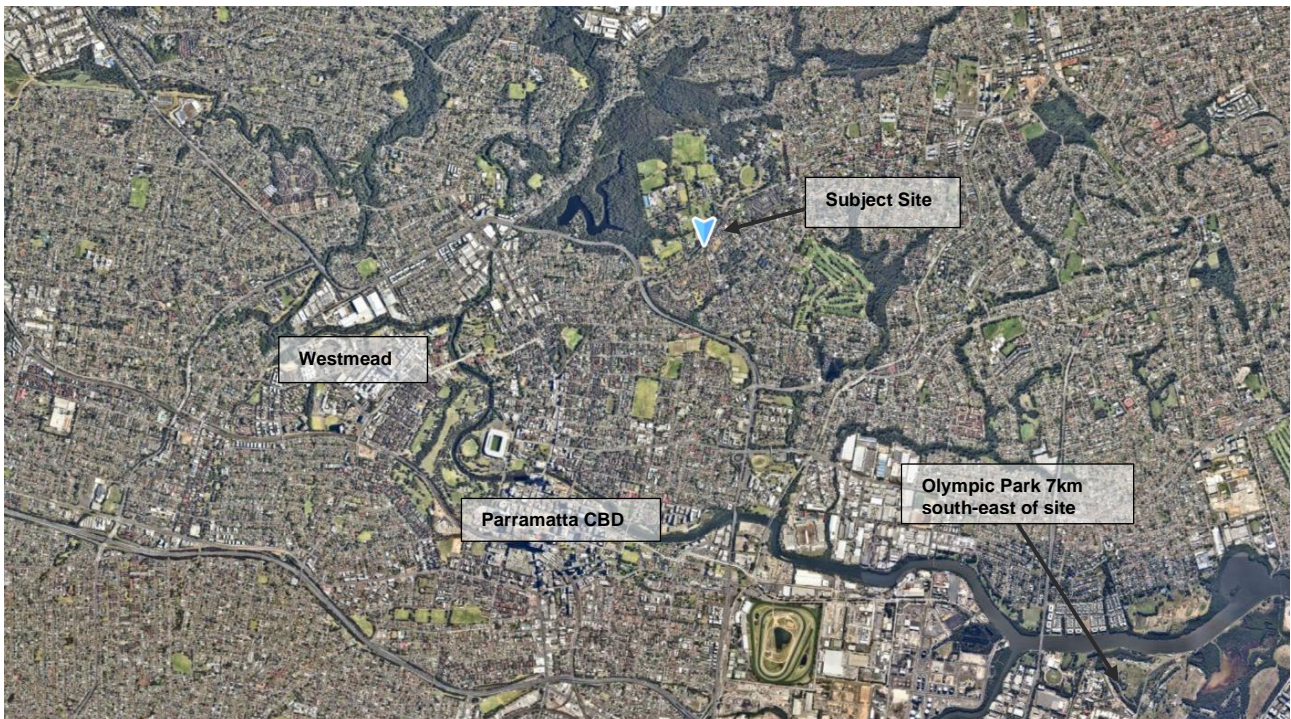 Subject Site
Westmead
Olympic Park 7km
south-east of site
Parramatta CBD